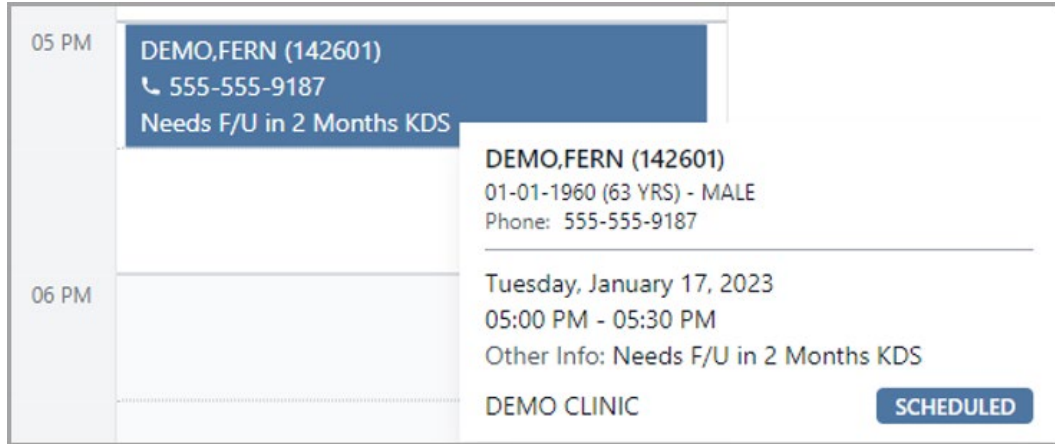 05 PM
DEMO,FERN (142601)
555-555-9187
Needs F/U in 2 Months KDS
DEMO,FERN (142601)
01-01-1960 (63 YRS) - MALE
Phone: 555-555-9187
06 PM
Tuesday, January 17, 2023
05:00 PM - 05:30 PM
Other Info: Needs F/U in 2 Months KDS
DEMO CLINIC
SCHEDULED